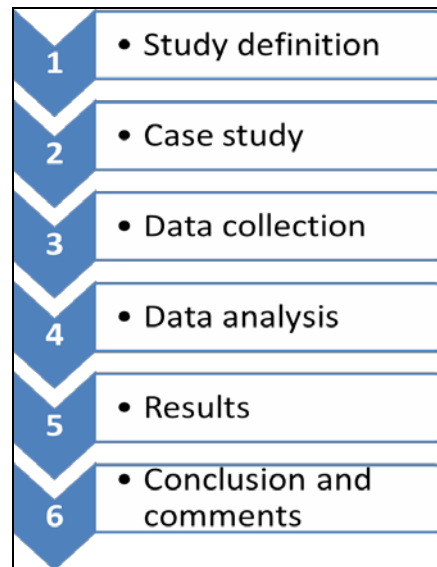 1
• Study definition
2
• Case study
3
• Data collection
4
• Data analysis
5
• Results
6
• Conclusion and
comments